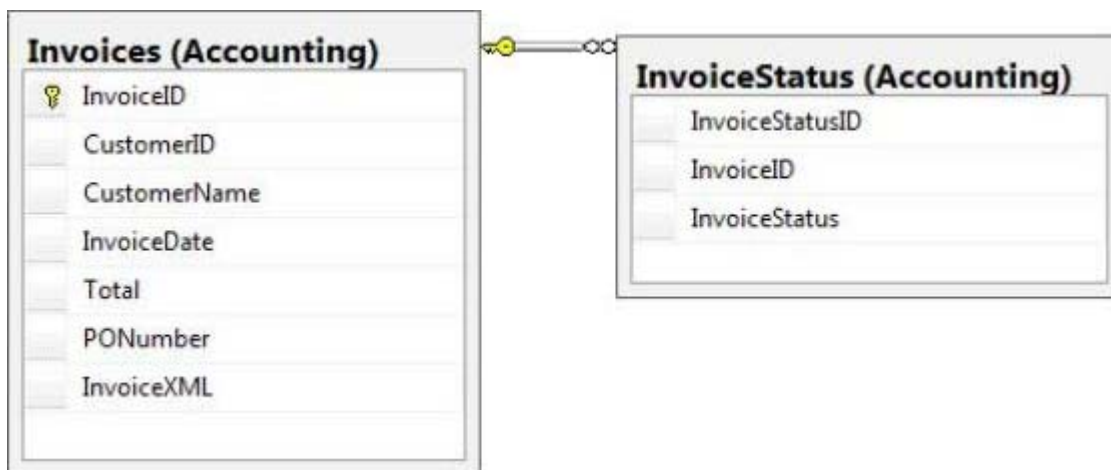 Invoices (Accounting)
InvoiceID
CustomerID
CustomerName
InvoiceDate
Total
PONumber
InvoiceXML
InvoiceStatus (Accounting)
InvoiceStatusID
InvoiceID
InvoiceStatus